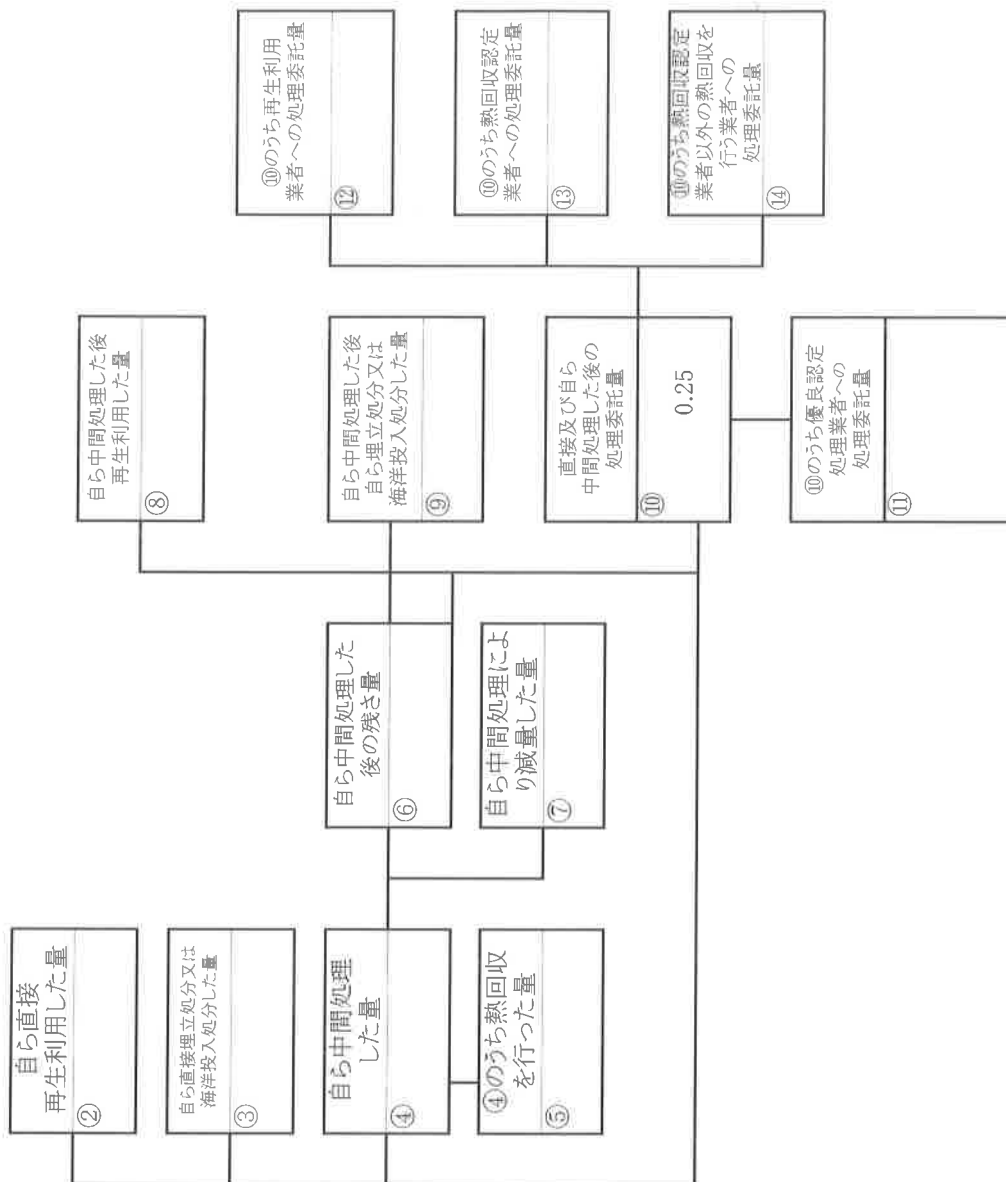 自ら直接
再生利用した量
②
自ら直接埋立処分又は
海洋投入処分した量
③
自ら中間処理
した量
④
④のうち熱回収
を行った量
⑤
自ら中間処理した
後の残さ量
⑥
自ら中間処理によ
り減量した量
⑦
自ら中間処理した後
再生利用した量
⑧
自ら中間処理した後
自ら埋立処分又は
海洋投入処分した量
⑨
直接及び自ら
中間処理した後の
処理委託量
⑩
0.25
⑩のうち優良認定
処理業者への
処理委託量
⑪
⑩のうち再生利用
業者への処理委託量
⑫
⑩のうち熱回収認定
業者への処理委託量
⑬
⑩のうち熱回収認定
業者以外の熱回収を
行う業者への
処理委託量
⑭